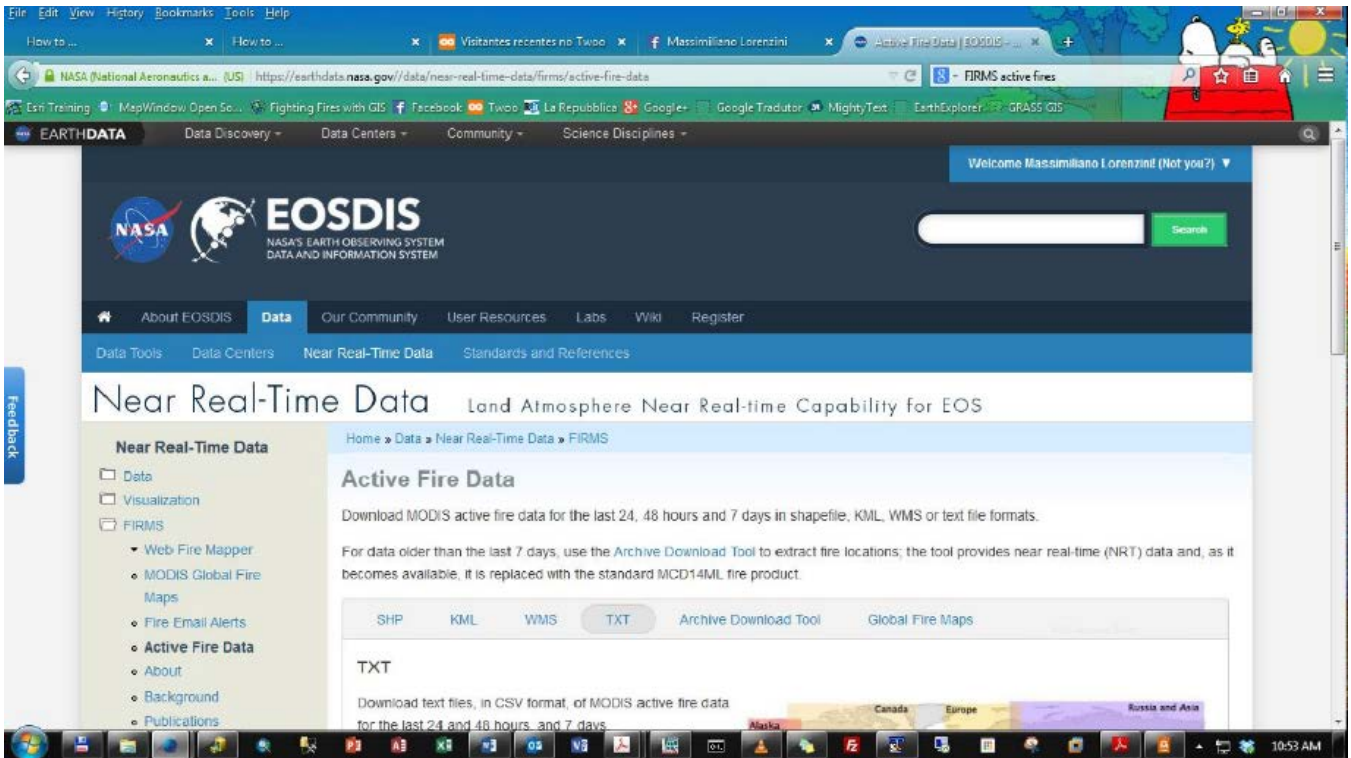 File Edit View History Bookmarks Tools Help
How to ... × How to ... × Visitantes recentes no Twoo × Massimiliano Lorenzini × Active Fire Data | EOSDIS - ... × +
NASA (National Aeronautics a... (US) https://earthdata.nasa.gov//data/near-real-time-data/firms/active-fire-data FIRMS active fires
Esri Training MapWindow Open So... Fighting Fires with GIS Facebook Twoo La Repubblica Google+ Google Tradutor MightyText EarthExplorer GRASS GIS
EARTHDATA Data Discovery Data Centers Community Science Disciplines
Welcome Massimiliano Lorenzini! (Not you?) ▼
NASA
EOSDIS
NASA'S EARTH OBSERVING SYSTEM
DATA AND INFORMATION SYSTEM
Search
About EOSDIS Data Our Community User Resources Labs Wiki Register
Data Tools Data Centers Near Real-Time Data Standards and References
Feedback
Near Real-Time Data Land Atmosphere Near Real-time Capability for EOS
Near Real-Time Data
Data
Visualization
FIRMS
Web Fire Mapper
MODIS Global Fire
Maps
Fire Email Alerts
Active Fire Data
About
Background
Publications
Home » Data » Near Real-Time Data » FIRMS
Active Fire Data
Download MODIS active fire data for the last 24, 48 hours and 7 days in shapefile, KML, WMS or text file formats.
For data older than the last 7 days, use the Archive Download Tool to extract fire locations; the tool provides near real-time (NRT) data and, as it
becomes available, it is replaced with the standard MCD14ML fire product.
SHP KML WMS TXT Archive Download Tool Global Fire Maps
TXT
Download text files, in CSV format, of MODIS active fire data
for the last 24 and 48 hours, and 7 days
Alaska Canada Europe Russia and Asia
10:53 AM